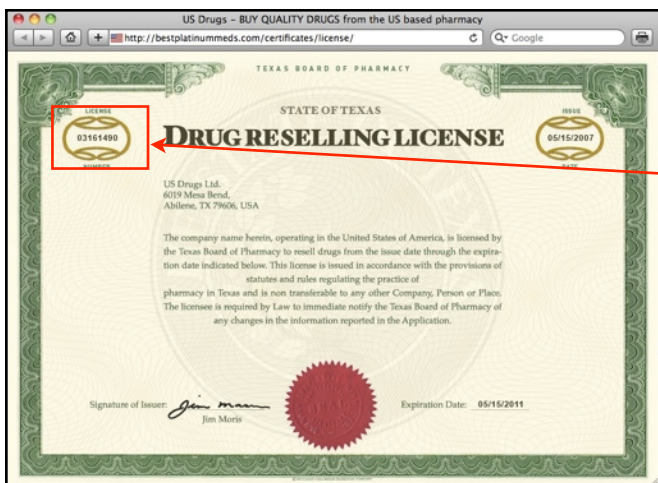 US Drugs - BUY QUALITY DRUGS from the US based pharmacy
http://bestplatinummeds.com/certificates/license/
Google
TEXAS BOARD OF PHARMACY
LICENSE
03161490
NUMBER
STATE OF TEXAS
DRUG RESELLING LICENSE
ISSUE
05/15/2007
DATE
US Drugs Ltd.
6019 Mesa Bend,
Abilene, TX 79606, USA
The company name herein, operating in the United States of America, is licensed by
the Texas Board of Pharmacy to resell drugs from the issue date through the expira-
tion date indicated below. This license is issued in accordance with the provisions of
statutes and rules regulating the practice of
pharmacy in Texas and is non transferable to any other Company, Person or Place.
The licensee is required by Law to immediate notify the Texas Board of Pharmacy of
any changes in the information reported in the Application.
Signature of Issuer:
Jim Moris
Expiration Date: 05/15/2011